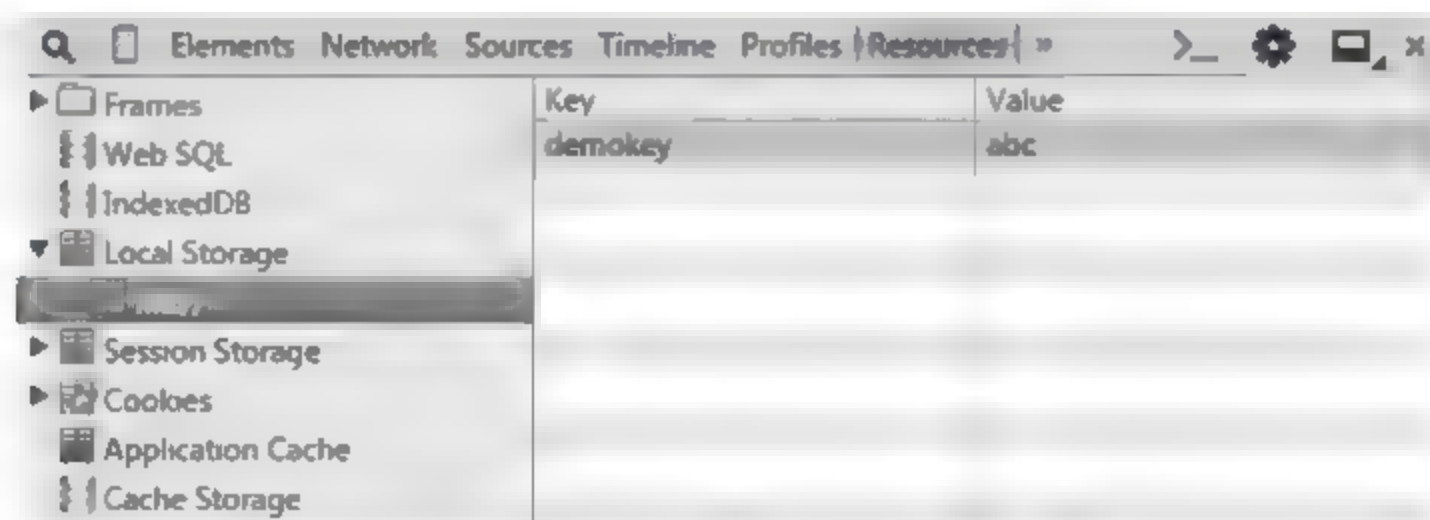 Elements Network Sources Timeline Profiles Resources »
Key Value
demokey abc
Frames
Web SQL
IndexedDB
Local Storage
Session Storage
Cookies
Application Cache
Cache Storage